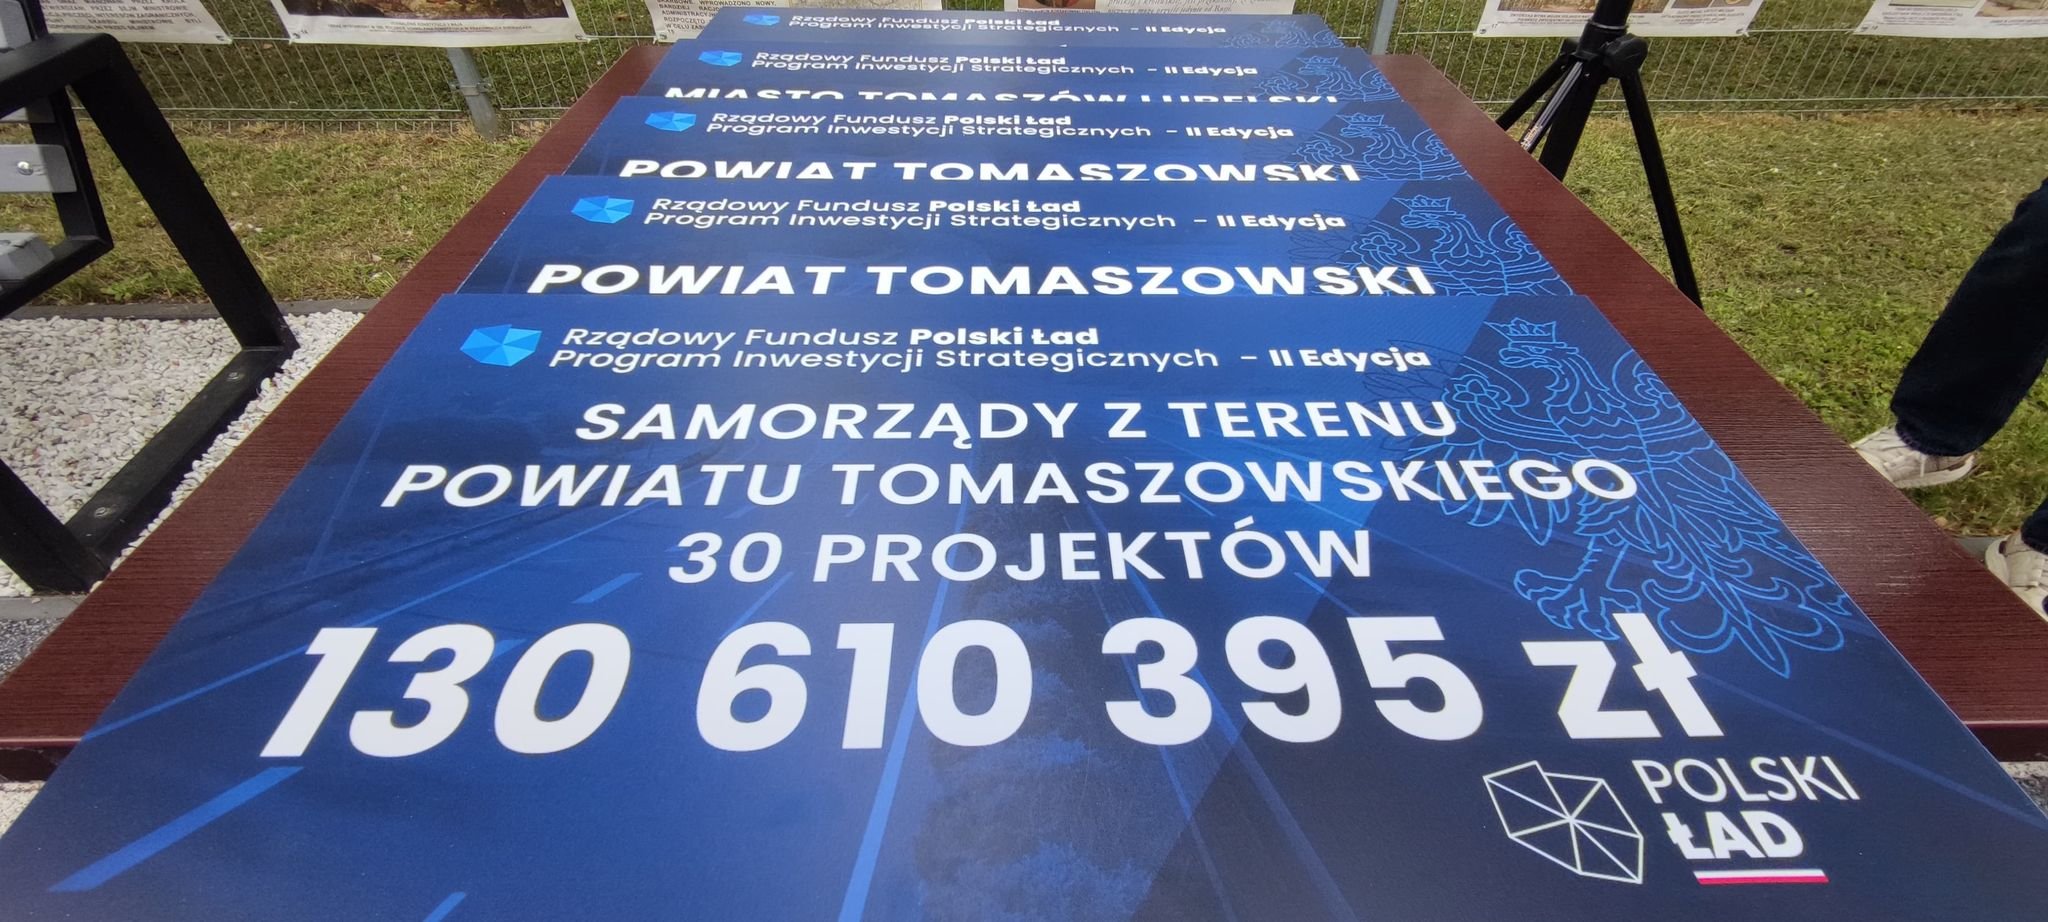 Rządowy Fundusz Polski Ład
Program Inwestycji Strategicznych - II Edycja
Rządowy Fundusz Polski Ład
Program Inwestycji Strategicznych - II Edycja
MIASTO TOMASZÓW LUBELSKI
Rządowy Fundusz Polski Ład
Program Inwestycji Strategicznych - II Edycja
POWIAT TOMASZOWSKI
Rządowy Fundusz Polski Ład
Program Inwestycji Strategicznych - II Edycja
POWIAT TOMASZOWSKI
Rządowy Fundusz Polski Ład
Program Inwestycji Strategicznych - II Edycja
SAMORZĄDY Z TERENU
POWIATU TOMASZOWSKIEGO
30 PROJEKTÓW
130 610 395 zł
POLSKI
ŁAD